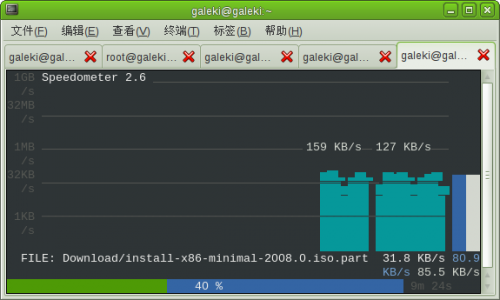 galeki@galeki:~
文件(F) 编辑(E) 查看(V) 终端(T) 标签(B) 帮助(H)
galeki@gal... root@galeki... galeki@gal... galeki@gal... galeki@gal...
1GB Speedometer 2.6
/s
32MB
/s
1MB 159 KB/s 127 KB/s
/s
32KB
/s
1KB
/s
FILE: Download/install-x86-minimal-2008.0.iso.part 31.8 KB/s 80.9
KB/s 85.5 KB/s
40 % 9m 24s